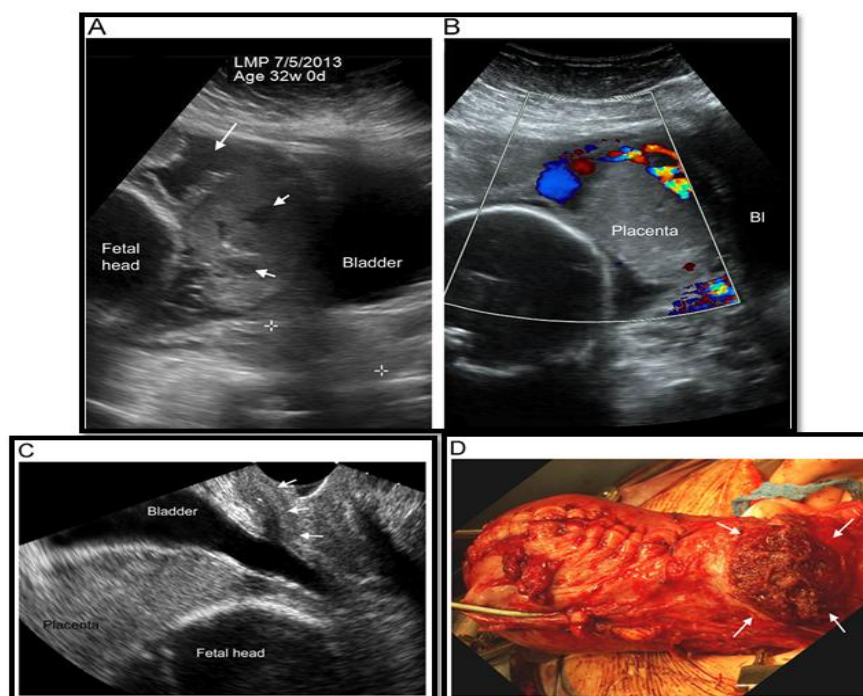 A
LMP 7/5/2013
Age 32w 0d
Fetal
head
Bladder
B
Placenta
Bl
C
Bladder
Placenta
Fetal head
D